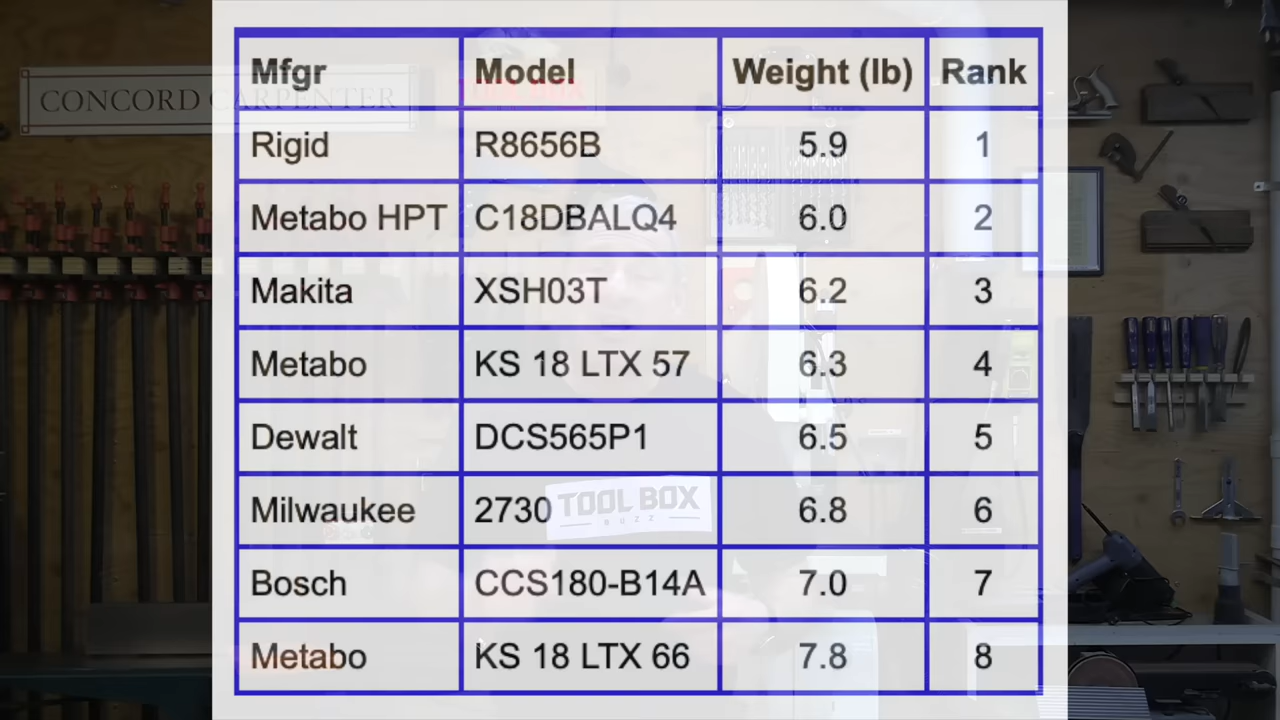 Mfgr Model Weight (lb) Rank
CONCORD CARPENTER
TOOL BOX
Rigid R8656B 5.9 1
Metabo HPT C18DBALQ4 6.0 2
Makita XSH03T 6.2 3
Metabo KS 18 LTX 57 6.3 4
Dewalt DCS565P1 6.5 5
Milwaukee 2730 6.8 6
TOOL BOX
BUZZ
Bosch CCS180-B14A 7.0 7
Metabo KS 18 LTX 66 7.8 8